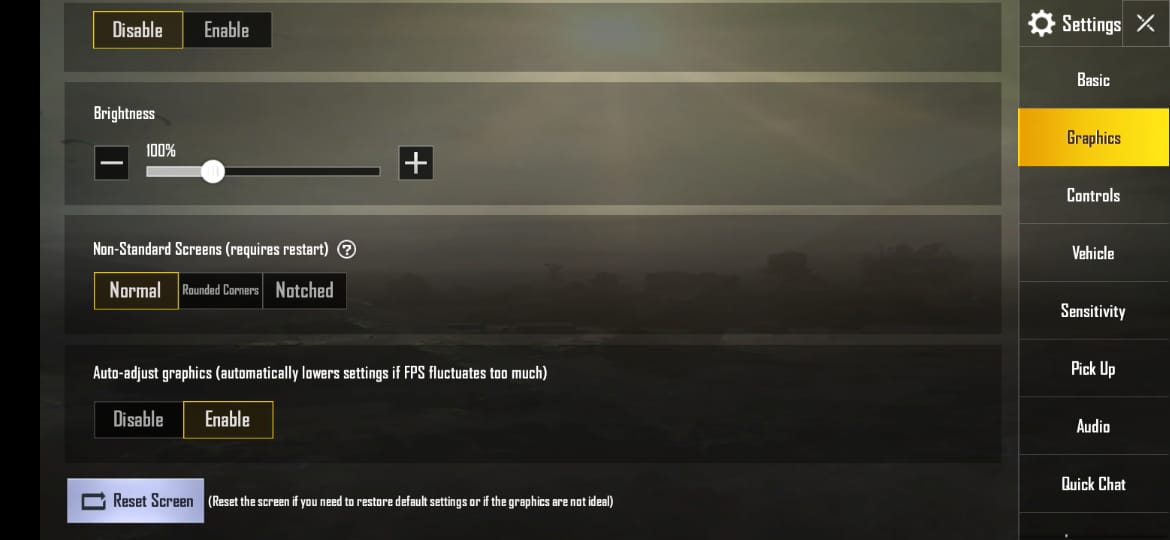 Disable
Enable
Brightness
100%
Non-Standard Screens (requires restart) ?
Normal
Rounded Corners
Notched
Auto-adjust graphics (automatically lowers settings if FPS fluctuates too much)
Disable
Enable
Reset Screen
(Reset the screen if you need to restore default settings or if the graphics are not ideal)
Settings
Basic
Graphics
Controls
Vehicle
Sensitivity
Pick Up
Audio
Quick Chat